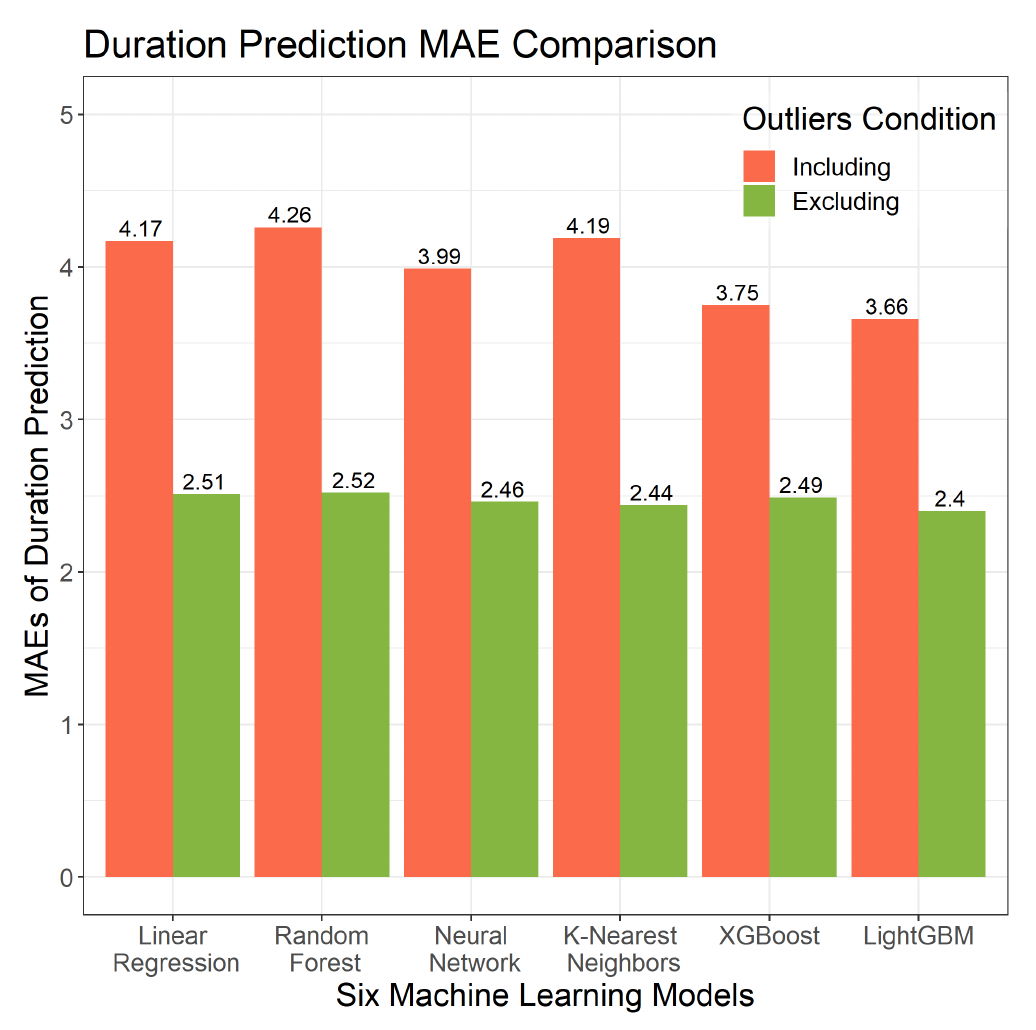 Duration Prediction MAE Comparison
Outliers Condition
Including
Excluding
MAEs of Duration Prediction
5
4
3
2
1
0
4.17
2.51
4.26
2.52
3.99
2.46
4.19
2.44
3.75
2.49
3.66
2.4
Linear
Regression
Random
Forest
Neural
Network
K-Nearest
Neighbors
XGBoost
LightGBM
Six Machine Learning Models